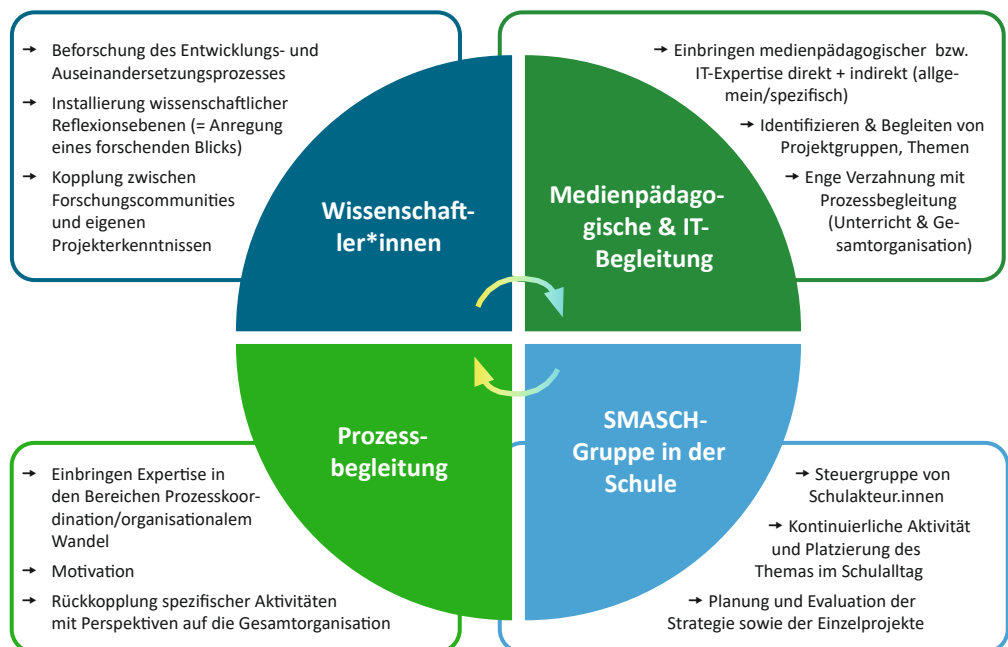 → Beforschung des Entwicklungs- und
Auseinandersetzungsprozesses
→ Installierung wissenschaftlicher
Reflexionsebenen (= Anregung
eines forschenden Blicks)
→ Kopplung zwischen
Forschungscommunities
und eigenen
Projekterkenntnissen
Wissenschaft-
ler*innen
→ Einbringen medienpädagogischer bzw.
IT-Expertise direkt + indirekt (allge-
mein/spezifisch)
→ Identifizieren & Begleiten von
Projektgruppen, Themen
→ Enge Verzahnung mit
Prozessbegleitung
(Unterricht & Ge-
samtorganisation)
Medienpädago-
gische & IT-
Begleitung
Prozess-
begleitung
→ Einbringen Expertise in
den Bereichen Prozesskoor-
dination/organisationalem
Wandel
→ Motivation
→ Rückkopplung spezifischer Aktivitäten
mit Perspektiven auf die Gesamtorganisation
SMASCH-
Gruppe in der
Schule
→ Steuergruppe von
Schulakteur.innen
→ Kontinuierliche Aktivität
und Platzierung des
Themas im Schulalltag
→ Planung und Evaluation der
Strategie sowie der Einzelprojekte